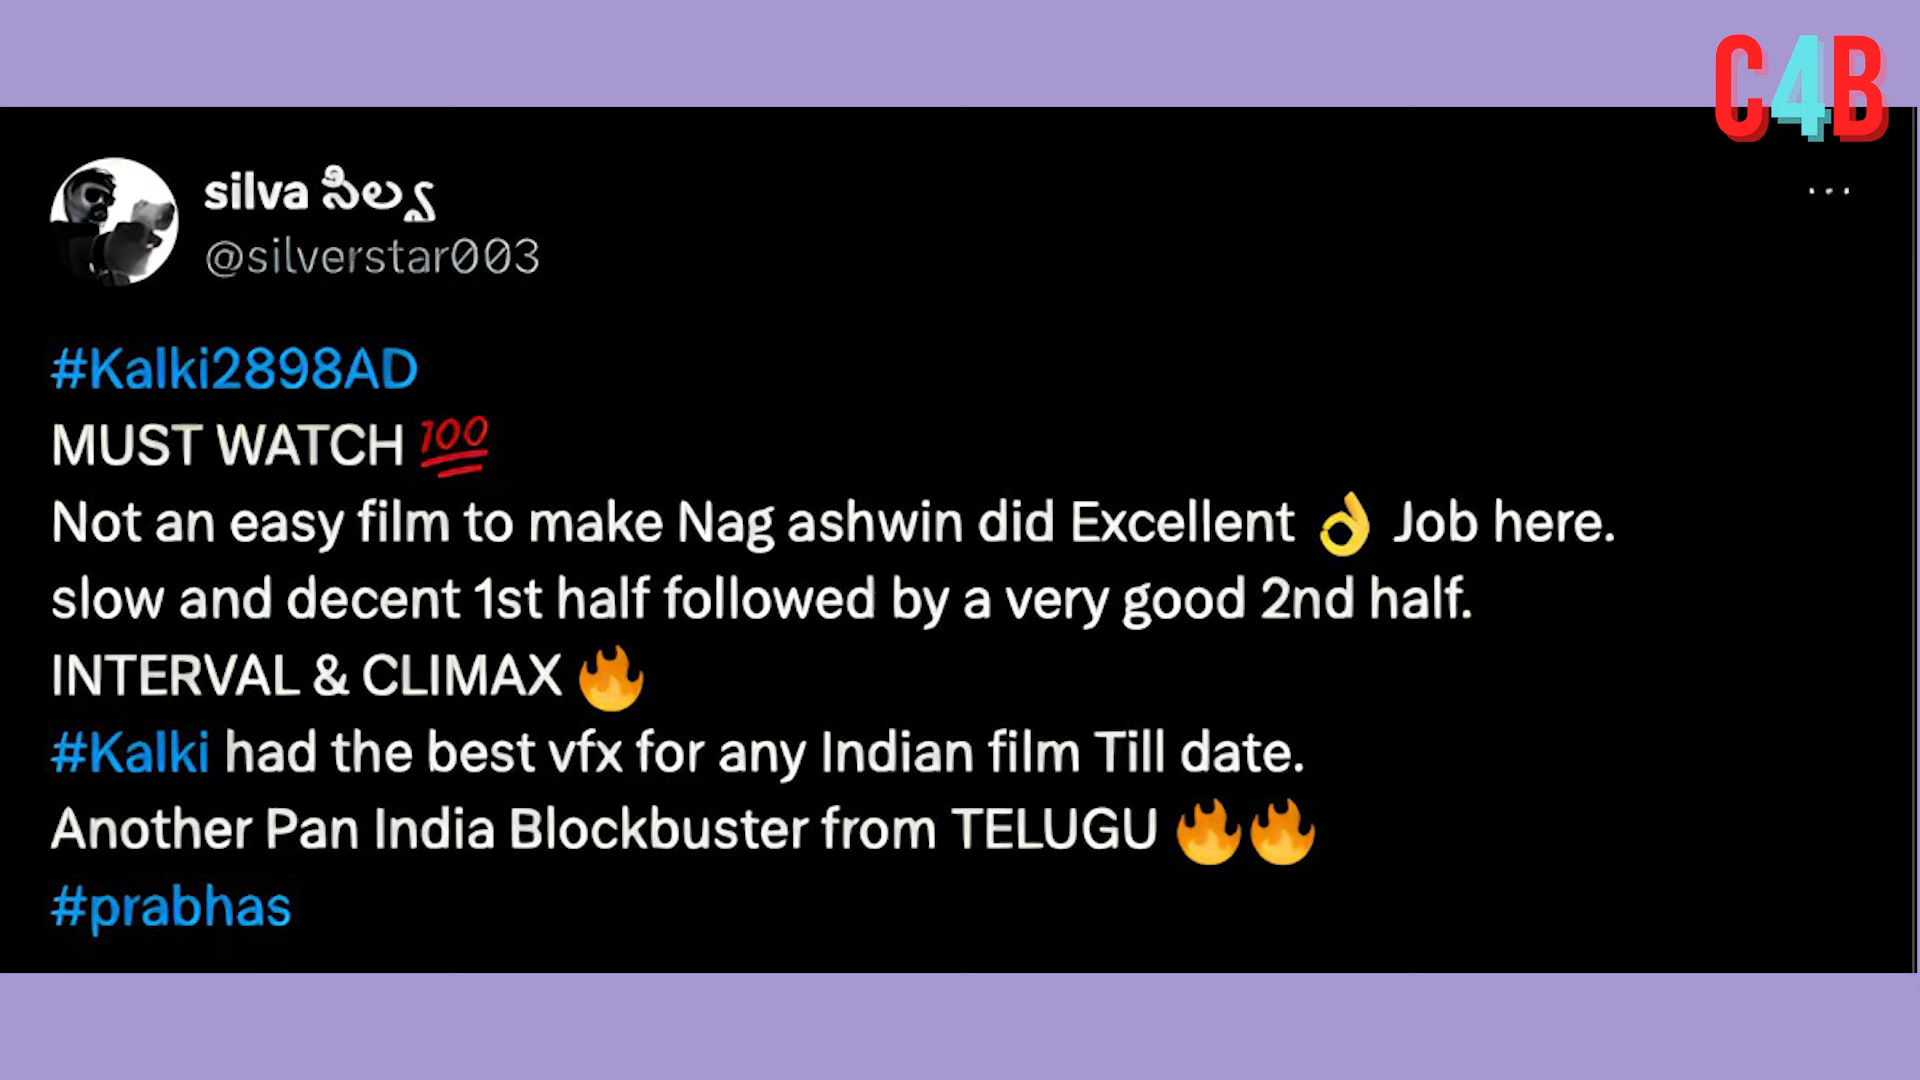 C4B
silva సిల్వ
@silverstar003
...
#Kalki2898AD
MUST WATCH 💯
Not an easy film to make Nag ashwin did Excellent 👌 Job here.
slow and decent 1st half followed by a very good 2nd half.
INTERVAL & CLIMAX 🔥
#Kalki had the best vfx for any Indian film Till date.
Another Pan India Blockbuster from TELUGU 🔥🔥
#prabhas